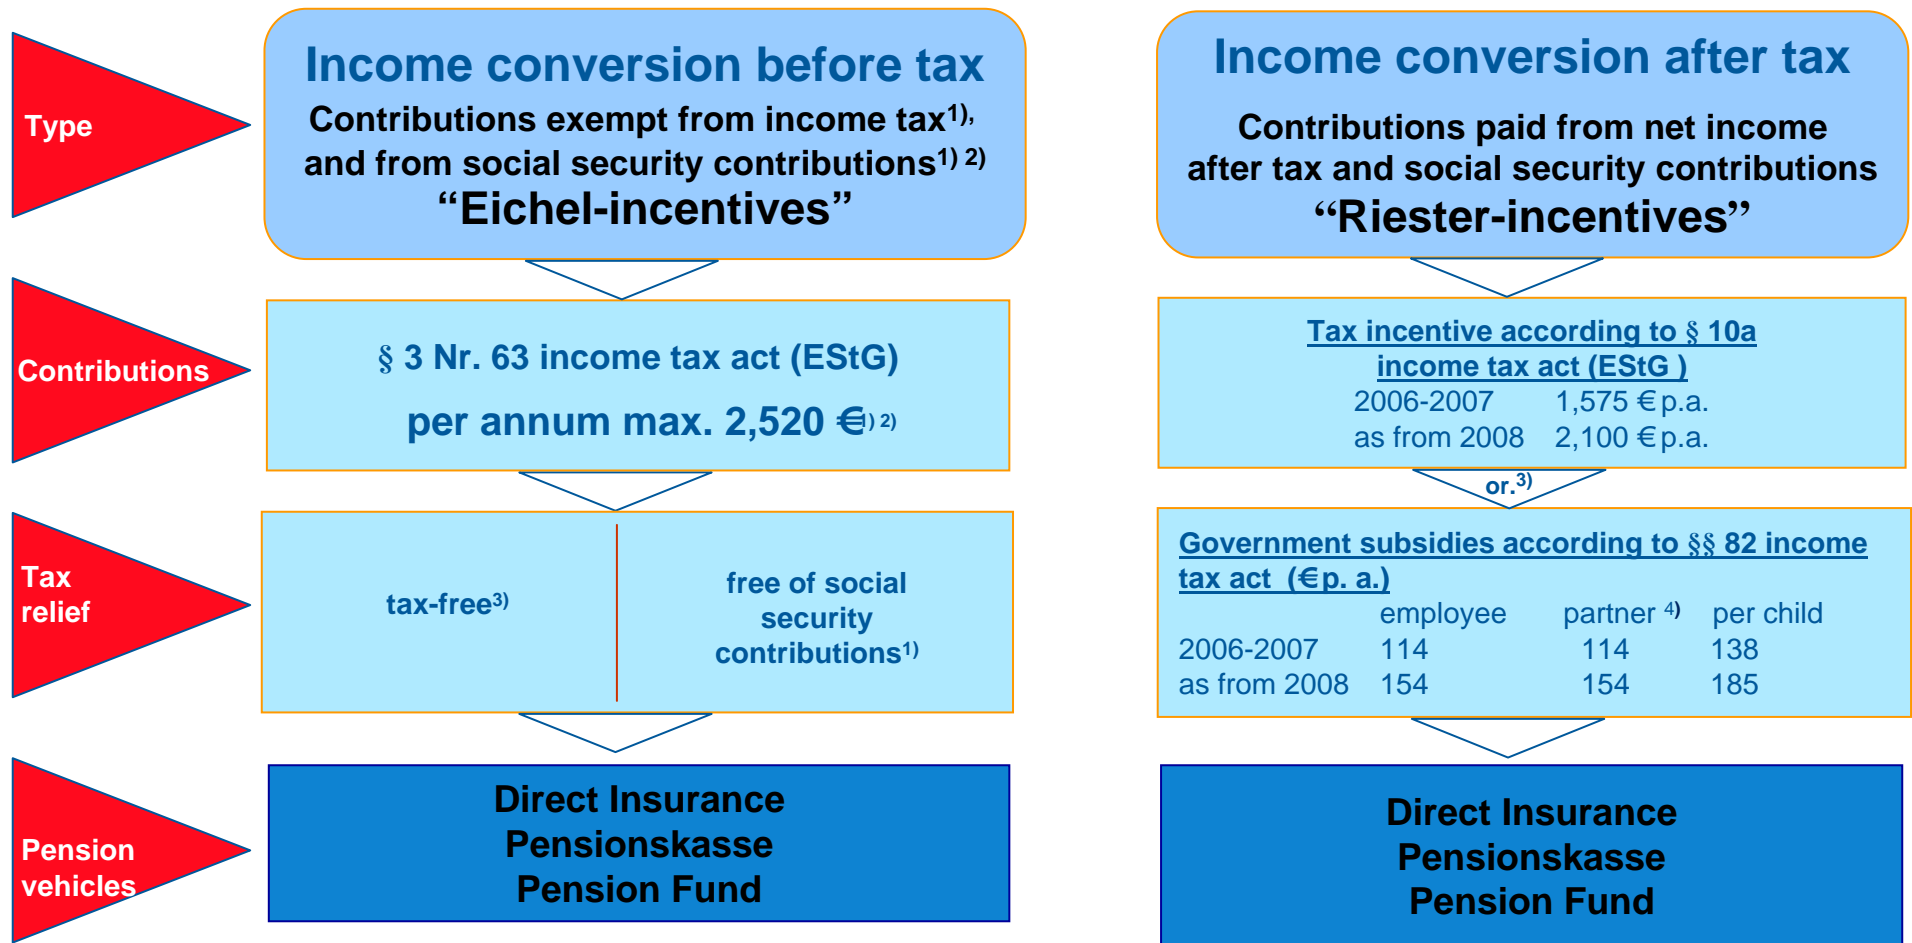 Type
Income conversion before tax
Contributions exempt from income tax1),
and from social security contributions1) 2)
“Eichel-incentives”
Income conversion after tax
Contributions paid from net income
after tax and social security contributions
“Riester-incentives”
Contributions
§ 3 Nr. 63 income tax act (EStG)
per annum max. 2,520 €1) 2)
Tax incentive according to § 10a
income tax act (EStG )
2006-2007 1,575 € p.a.
as from 2008 2,100 € p.a.
or.3)
Tax
relief
tax-free3)
free of social
security
contributions1)
Government subsidies according to §§ 82 income
tax act (€ p. a.)
employee partner 4) per child
2006-2007 114 114 138
as from 2008 154 154 185
Pension
vehicles
Direct Insurance
Pensionskasse
Pension Fund
Direct Insurance
Pensionskasse
Pension Fund